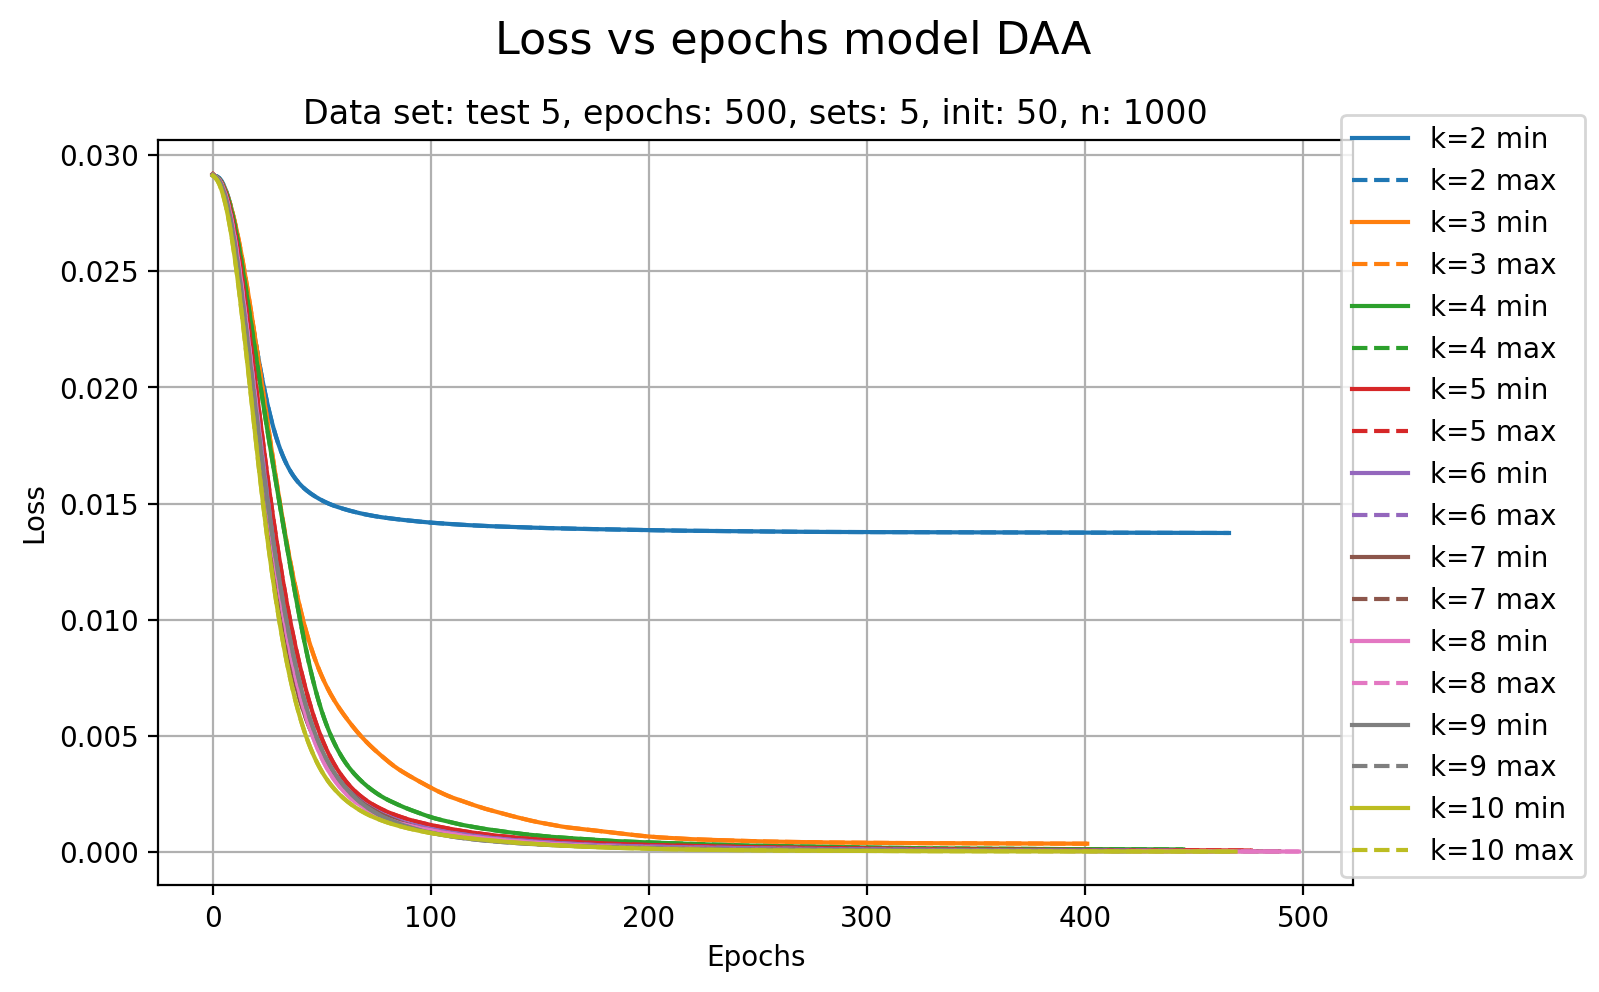 Loss vs epochs model DAA
Data set: test 5, epochs: 500, sets: 5, init: 50, n: 1000
0.030
0.025
0.020
0.015
0.010
0.005
0.000
Loss
0
100
200
300
400
500
Epochs
k=2 min
k=2 max
k=3 min
k=3 max
k=4 min
k=4 max
k=5 min
k=5 max
k=6 min
k=6 max
k=7 min
k=7 max
k=8 min
k=8 max
k=9 min
k=9 max
k=10 min
k=10 max